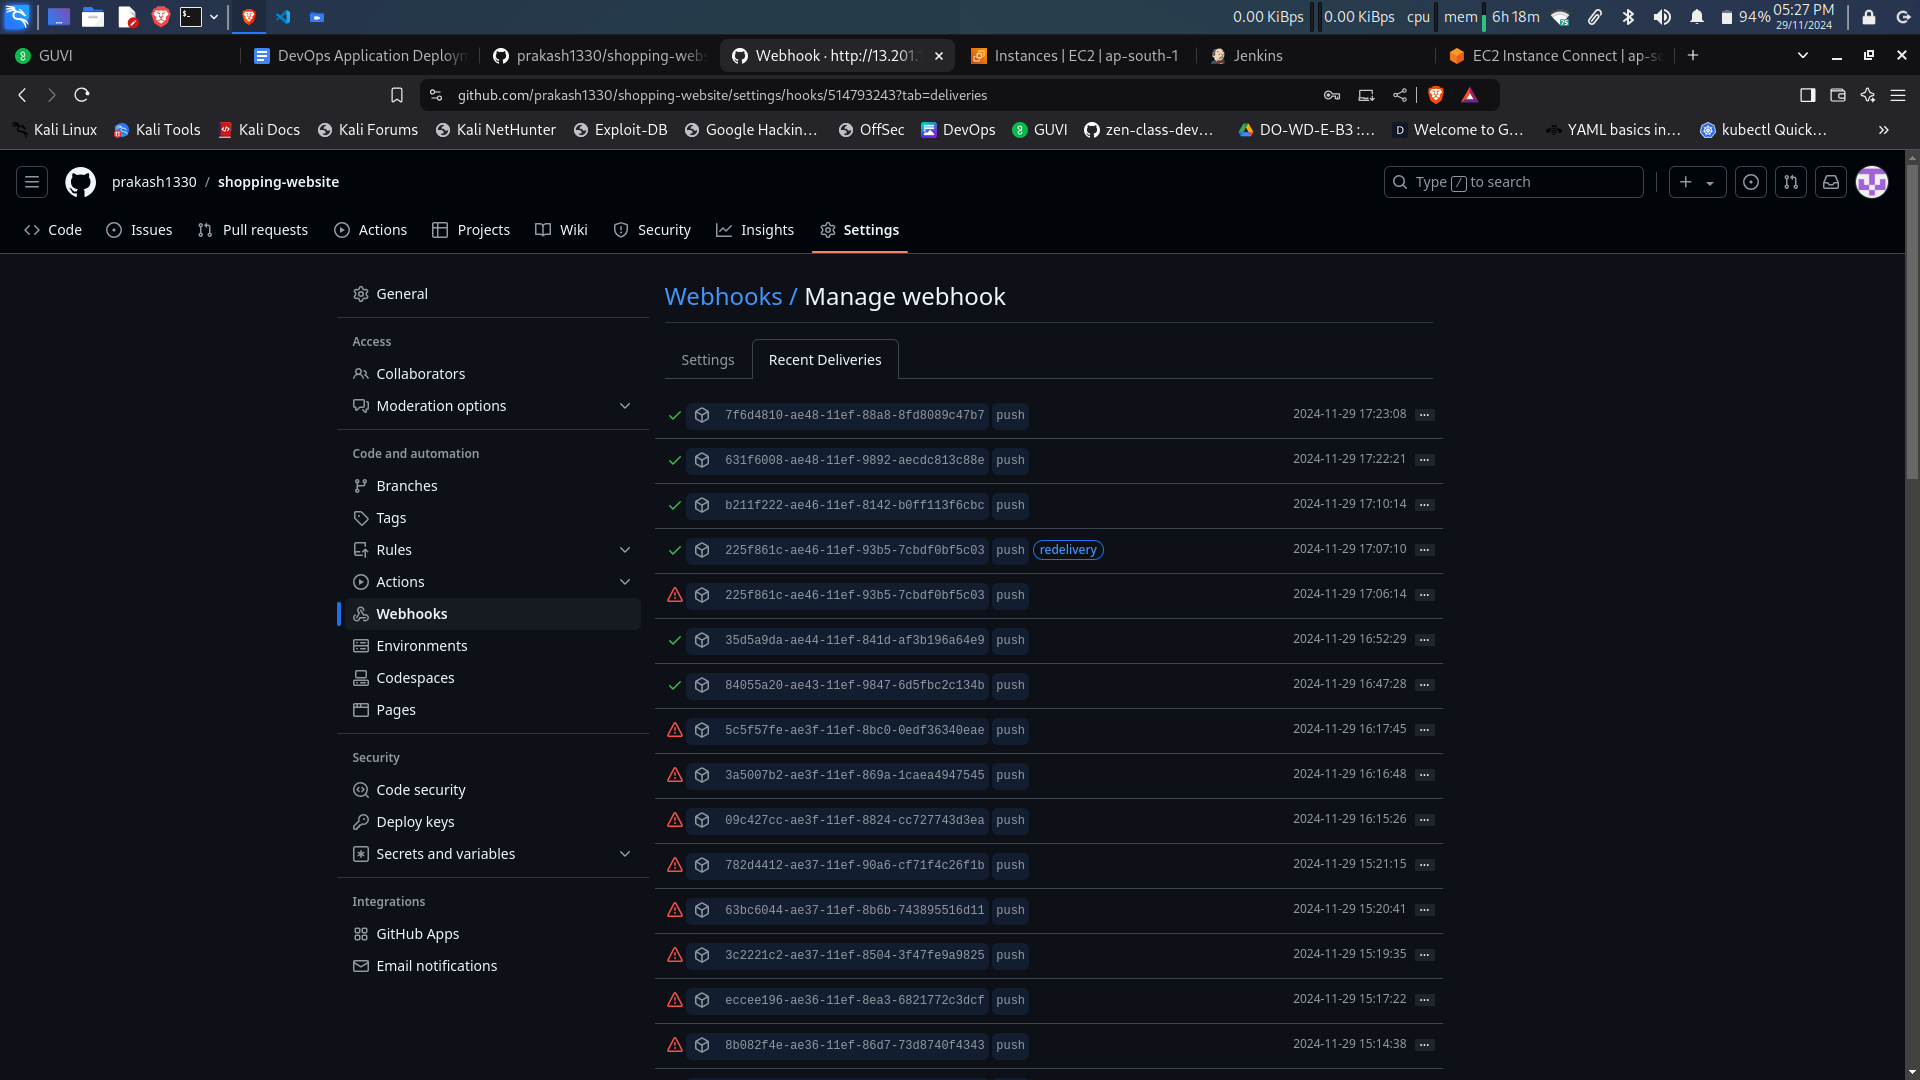 0.00 KiBps 0.00 KiBps cpu mem 6h 18m 94% 05:27 PM
29/11/2024
GUVI
DevOps Application Deploym
prakash1330/shopping-webs
Webhook · http://13.201.
Instances | EC2 | ap-south-1
Jenkins
EC2 Instance Connect | ap-so
github.com/prakash1330/shopping-website/settings/hooks/514793243?tab=deliveries
Kali Linux
Kali Tools
Kali Docs
Kali Forums
Kali NetHunter
Exploit-DB
Google Hackin…
OffSec
DevOps
GUVI
zen-class-dev…
DO-WD-E-B3 :…
Welcome to G…
YAML basics in…
kubectl Quick…
prakash1330 / shopping-website
Type / to search
Code
Issues
Pull requests
Actions
Projects
Wiki
Security
Insights
Settings
General
Access
Collaborators
Moderation options
Code and automation
Branches
Tags
Rules
Actions
Webhooks
Environments
Codespaces
Pages
Security
Code security
Deploy keys
Secrets and variables
Integrations
GitHub Apps
Email notifications
Webhooks / Manage webhook
Settings
Recent Deliveries
7f6d4810-ae48-11ef-88a8-8fd8089c47b7 push 2024-11-29 17:23:08
631f6008-ae48-11ef-9892-aecdc813c88e push 2024-11-29 17:22:21
b211f222-ae46-11ef-8142-b0ff113f6cbc push 2024-11-29 17:10:14
225f861c-ae46-11ef-93b5-7cbdf0bf5c03 push redelivery 2024-11-29 17:07:10
225f861c-ae46-11ef-93b5-7cbdf0bf5c03 push 2024-11-29 17:06:14
35d5a9da-ae44-11ef-841d-af3b196a64e9 push 2024-11-29 16:52:29
84055a20-ae43-11ef-9847-6d5fbc2c134b push 2024-11-29 16:47:28
5c5f57fe-ae3f-11ef-8bc0-0edf36340eae push 2024-11-29 16:17:45
3a5007b2-ae3f-11ef-869a-1caea4947545 push 2024-11-29 16:16:48
09c427cc-ae3f-11ef-8824-cc727743d3ea push 2024-11-29 16:15:26
782d4412-ae37-11ef-90a6-cf71f4c26f1b push 2024-11-29 15:21:15
63bc6044-ae37-11ef-8b6b-743895516d11 push 2024-11-29 15:20:41
3c2221c2-ae37-11ef-8504-3f47fe9a9825 push 2024-11-29 15:19:35
eccee196-ae36-11ef-8ea3-6821772c3dcf push 2024-11-29 15:17:22
8b082f4e-ae36-11ef-86d7-73d8740f4343 push 2024-11-29 15:14:38